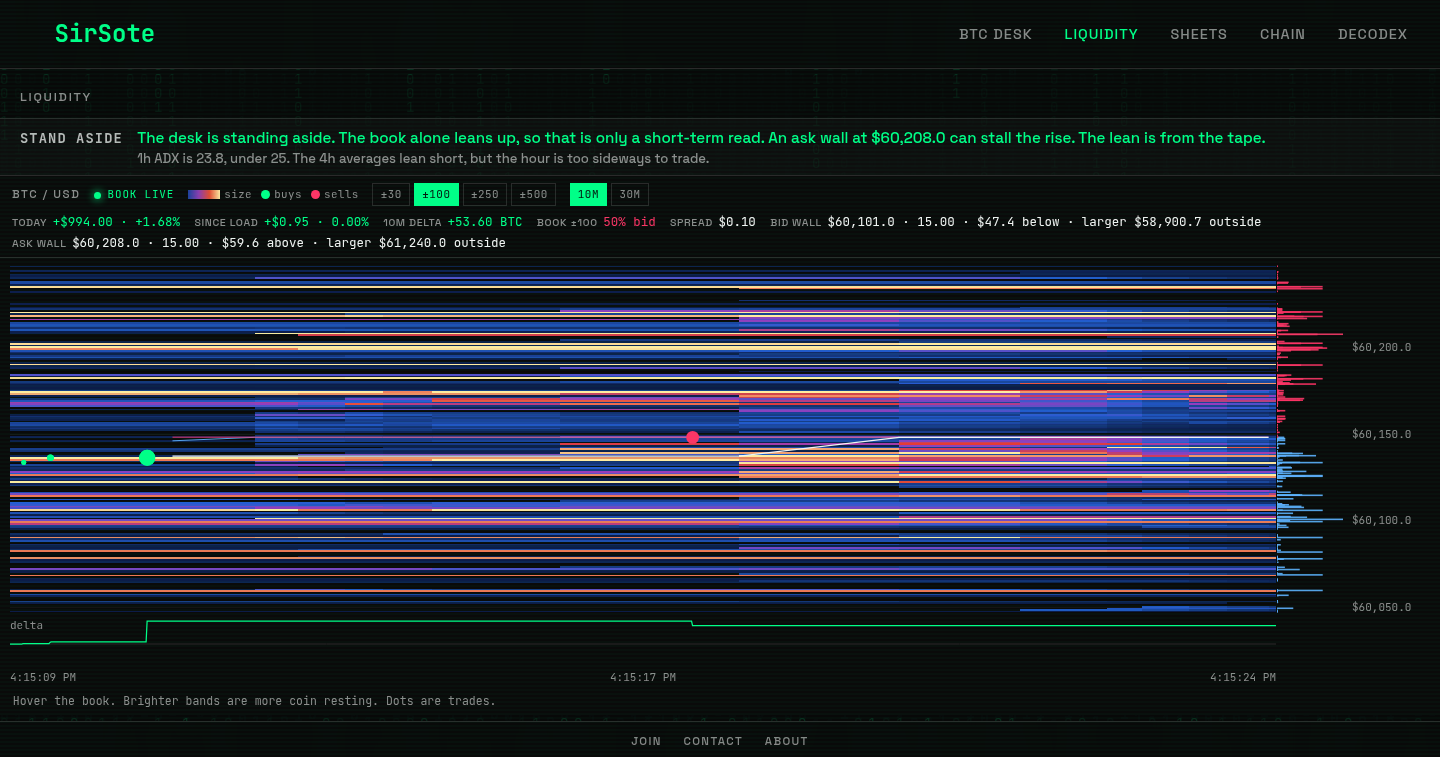 SirSote
BTC DESK LIQUIDITY SHEETS CHAIN DECODEX
LIQUIDITY
STAND ASIDE The desk is standing aside. The book alone leans up, so that is only a short-term read. An ask wall at $60,208.0 can stall the rise. The lean is from the tape.
1h ADX is 23.8, under 25. The 4h averages lean short, but the hour is too sideways to trade.
BTC / USD BOOK LIVE size buys sells ±30 ±100 ±250 ±500 10M 30M
TODAY +$994.00 · +1.68% SINCE LOAD +$0.95 · 0.00% 10M DELTA +53.60 BTC BOOK ±100 50% bid SPREAD $0.10 BID WALL $60,101.0 · 15.00 · $47.4 below · larger $58,900.7 outside
ASK WALL $60,208.0 · 15.00 · $59.6 above · larger $61,240.0 outside
$60,200.0
$60,150.0
$60,100.0
$60,050.0
delta
4:15:09 PM 4:15:17 PM 4:15:24 PM
Hover the book. Brighter bands are more coin resting. Dots are trades.
JOIN CONTACT ABOUT